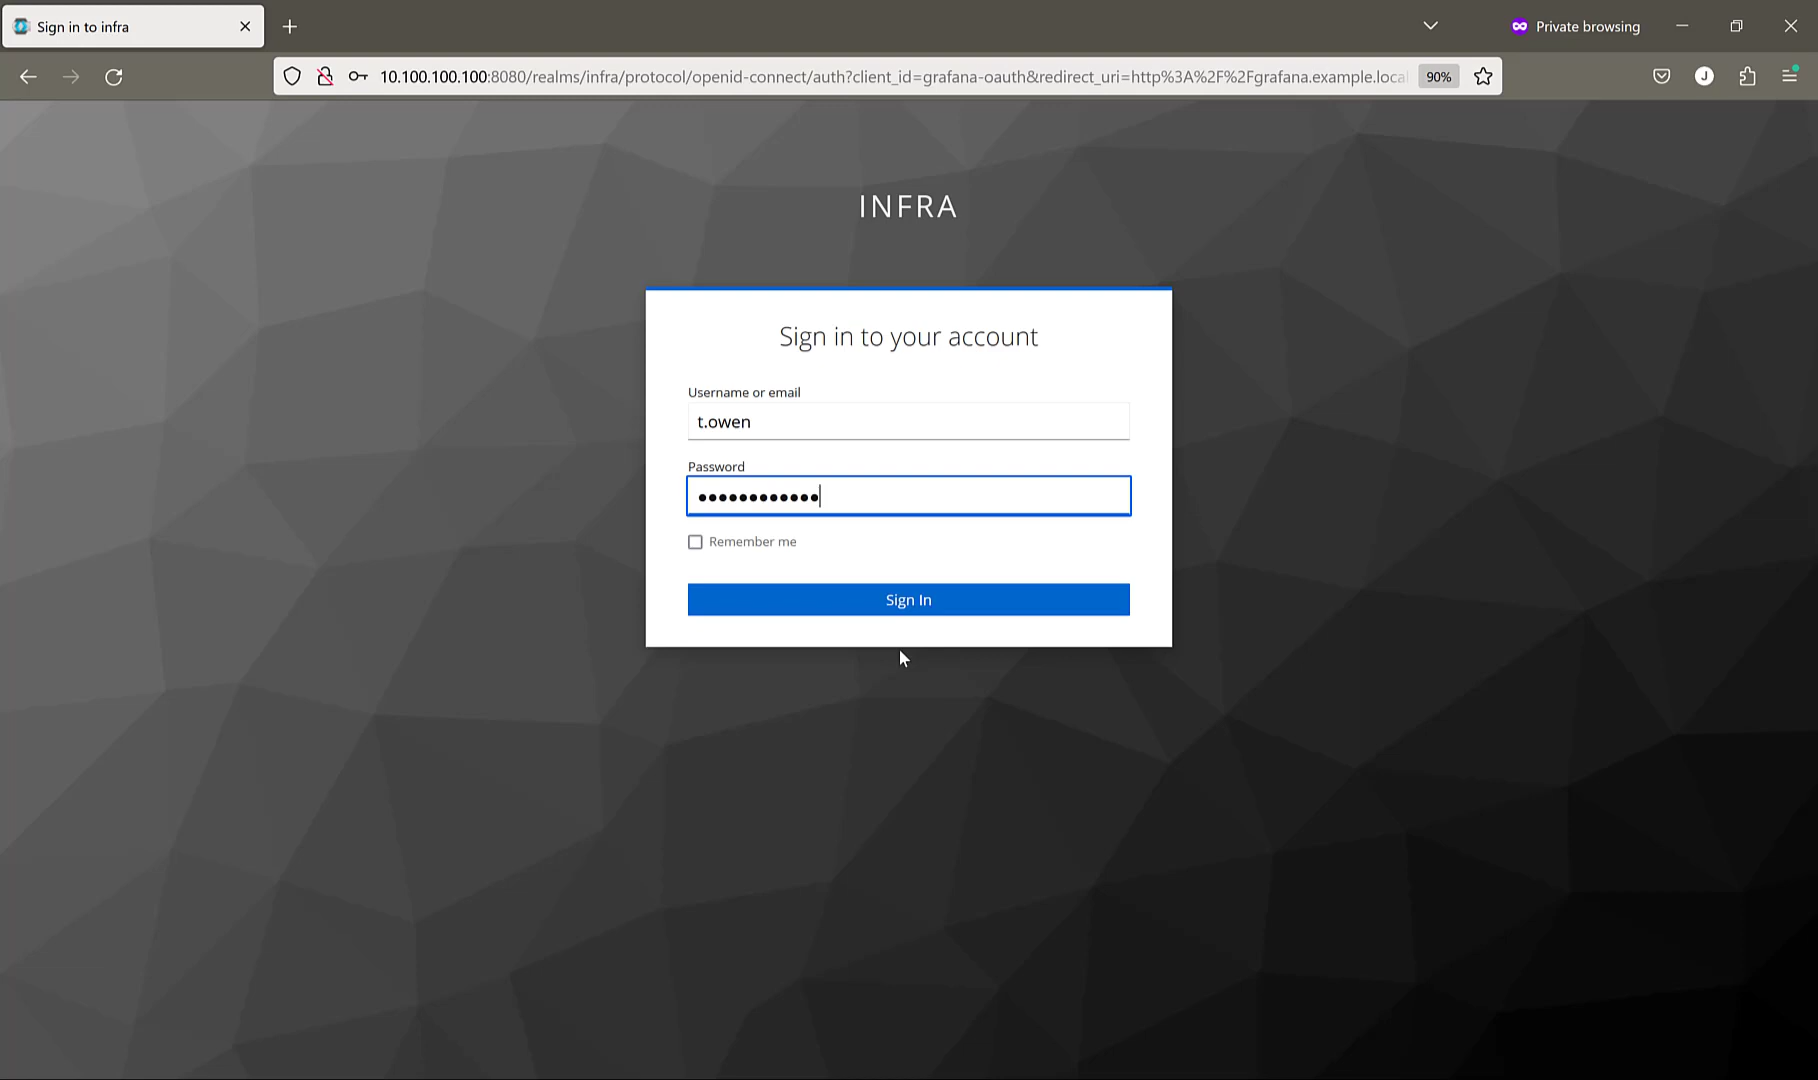 Sign in to infra
Private browsing
10.100.100.100:8080/realms/infra/protocol/openid-connect/auth?client_id=grafana-oauth&redirect_uri=http%3A%2F%2Fgrafana.example.loca
90%
J
INFRA
Sign in to your account
Username or email
t.owen
Password
••••••••••••
Remember me
Sign In